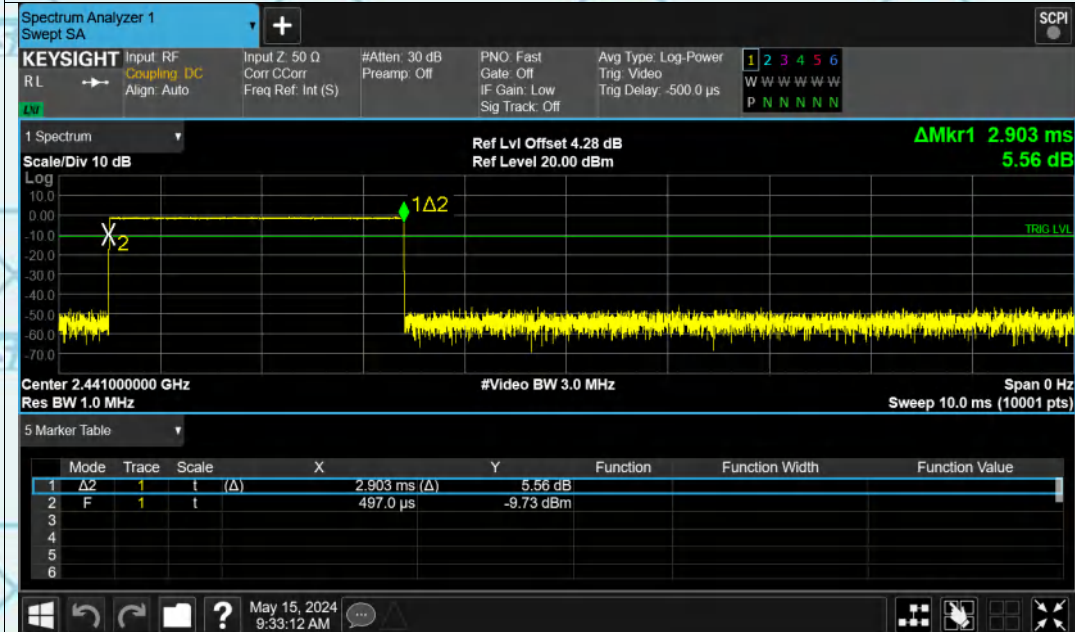 Spectrum Analyzer 1
Swept SA
+
SCPI
KEYSIGHT Input: RF Input Z: 50 Ω #Atten: 30 dB PNO: Fast Avg Type: Log-Power 1 2 3 4 5 6
RL Coupling: DC Corr CCorr Preamp: Off Gate: Off Trig: Video W W W W W W
Align: Auto Freq Ref: Int (S) IF Gain: Low Trig Delay: -500.0 µs P N N N N N
LNI Sig Track: Off
1 Spectrum
Ref Lvl Offset 4.28 dB ΔMkr1 2.903 ms
Scale/Div 10 dB Ref Level 20.00 dBm 5.56 dB
Log
10.0
1Δ2
0.00
-10.0
X2
TRIG LVL
-20.0
-30.0
-40.0
-50.0
-60.0
-70.0
Center 2.441000000 GHz #Video BW 3.0 MHz Span 0 Hz
Res BW 1.0 MHz Sweep 10.0 ms (10001 pts)
5 Marker Table
Mode Trace Scale X Y Function Function Width Function Value
1 Δ2 1 t (Δ) 2.903 ms (Δ) 5.56 dB
2 F 1 t 497.0 µs -9.73 dBm
3
4
5
6
? May 15, 2024
9:33:12 AM